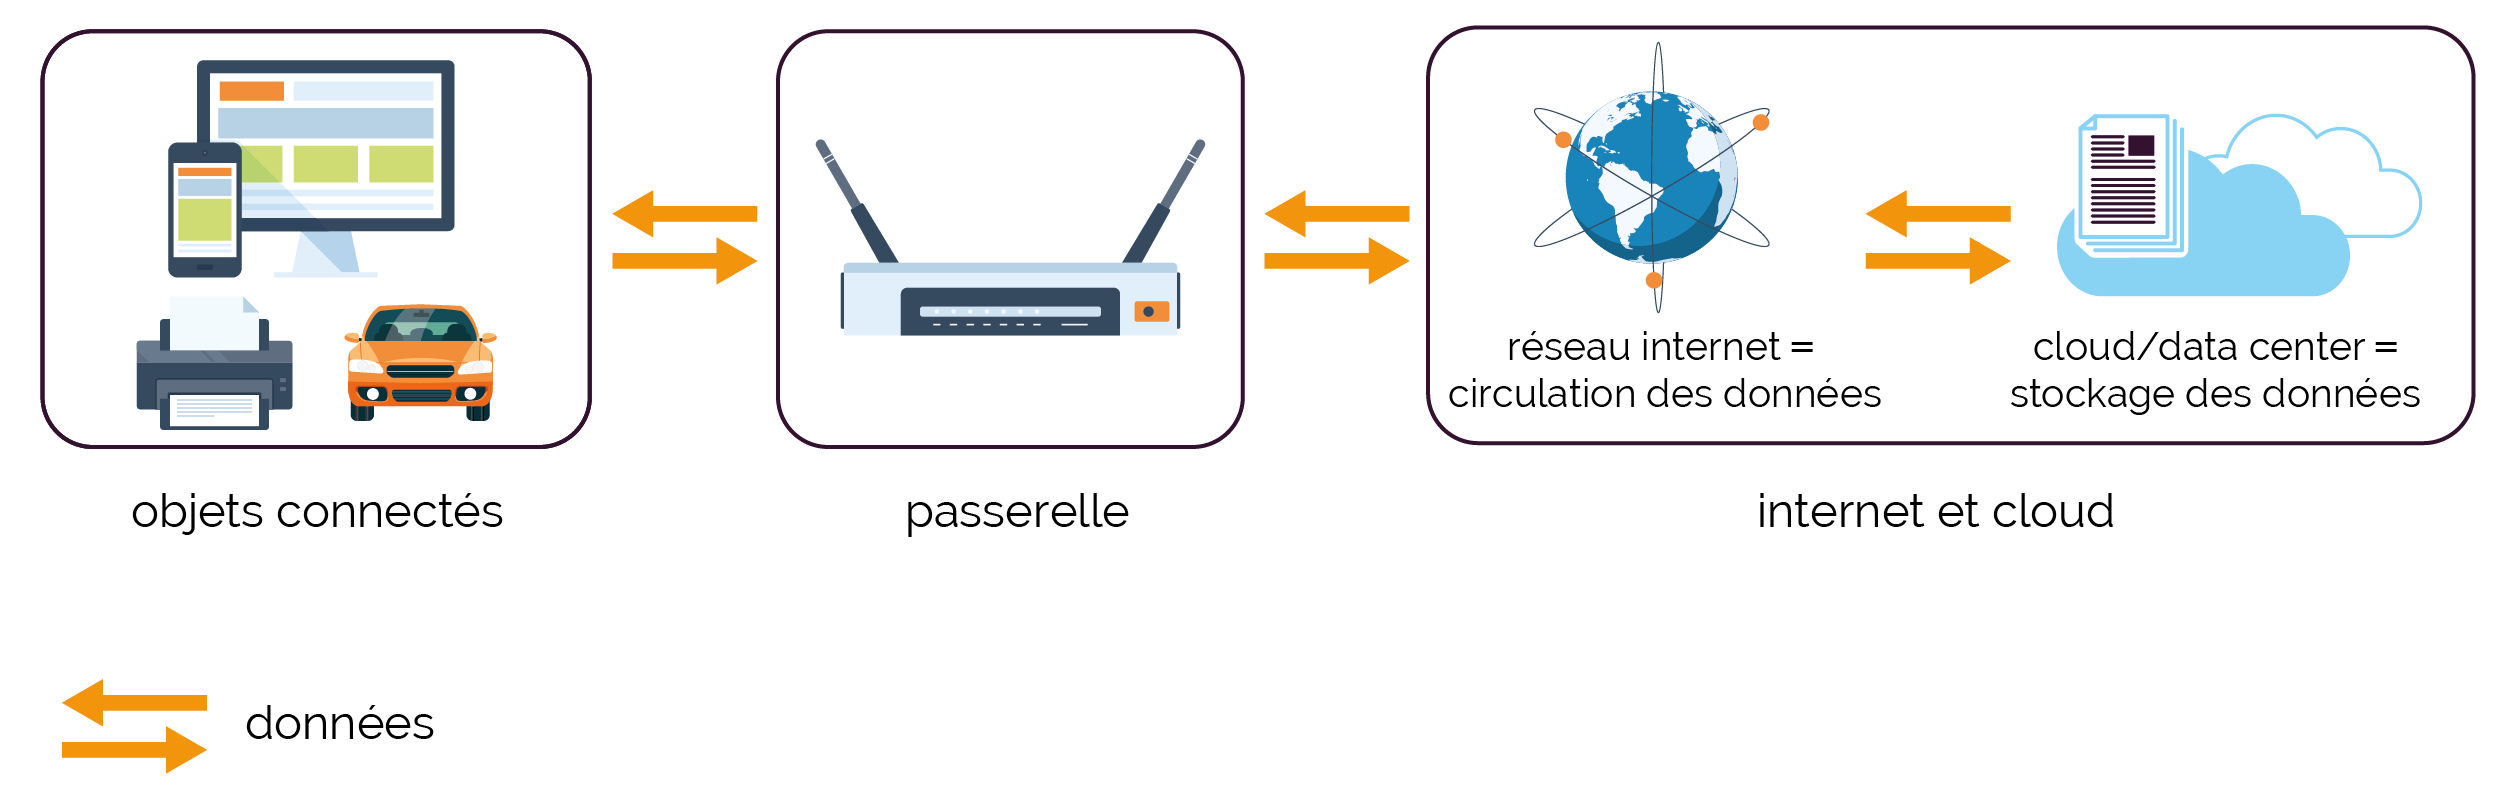 réseau internet =
circulation des données
cloud/data center =
stockage des données
objets connectés
passerelle
internet et cloud
données